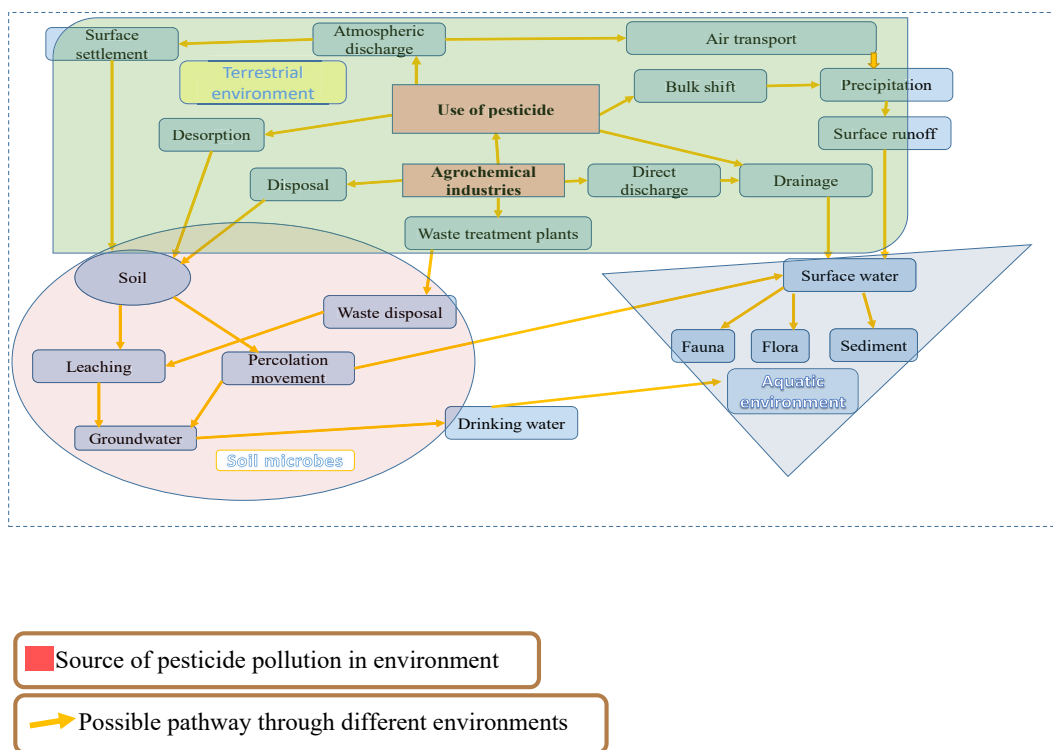 Surface
settlement
Atmospheric
discharge
Air transport
Terrestrial
environment
Use of pesticide
Bulk shift
Precipitation
Desorption
Surface runoff
Disposal
Agrochemical
industries
Direct
discharge
Drainage
Waste treatment plants
Soil
Surface water
Waste disposal
Leaching
Percolation
movement
Fauna
Flora
Sediment
Aquatic
environment
Groundwater
Drinking water
Soil microbes
Source of pesticide pollution in environment
Possible pathway through different environments